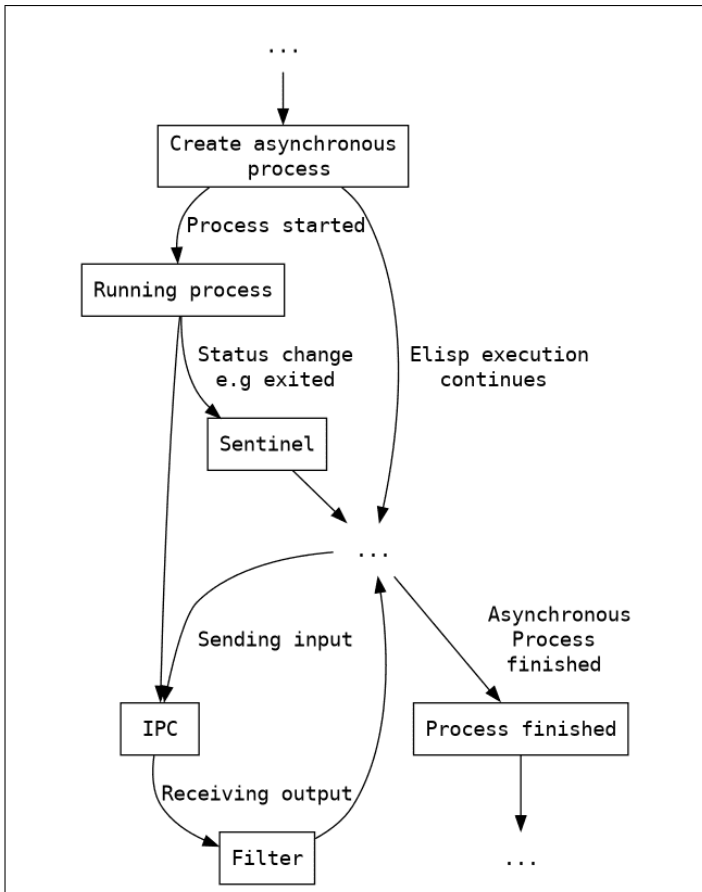 ...
Create asynchronous
process
Process started
Running process
Status change
e.g exited
Elisp execution
continues
Sentinel
...
Asynchronous
Process
finished
Sending input
IPC
Process finished
Receiving output
Filter
...